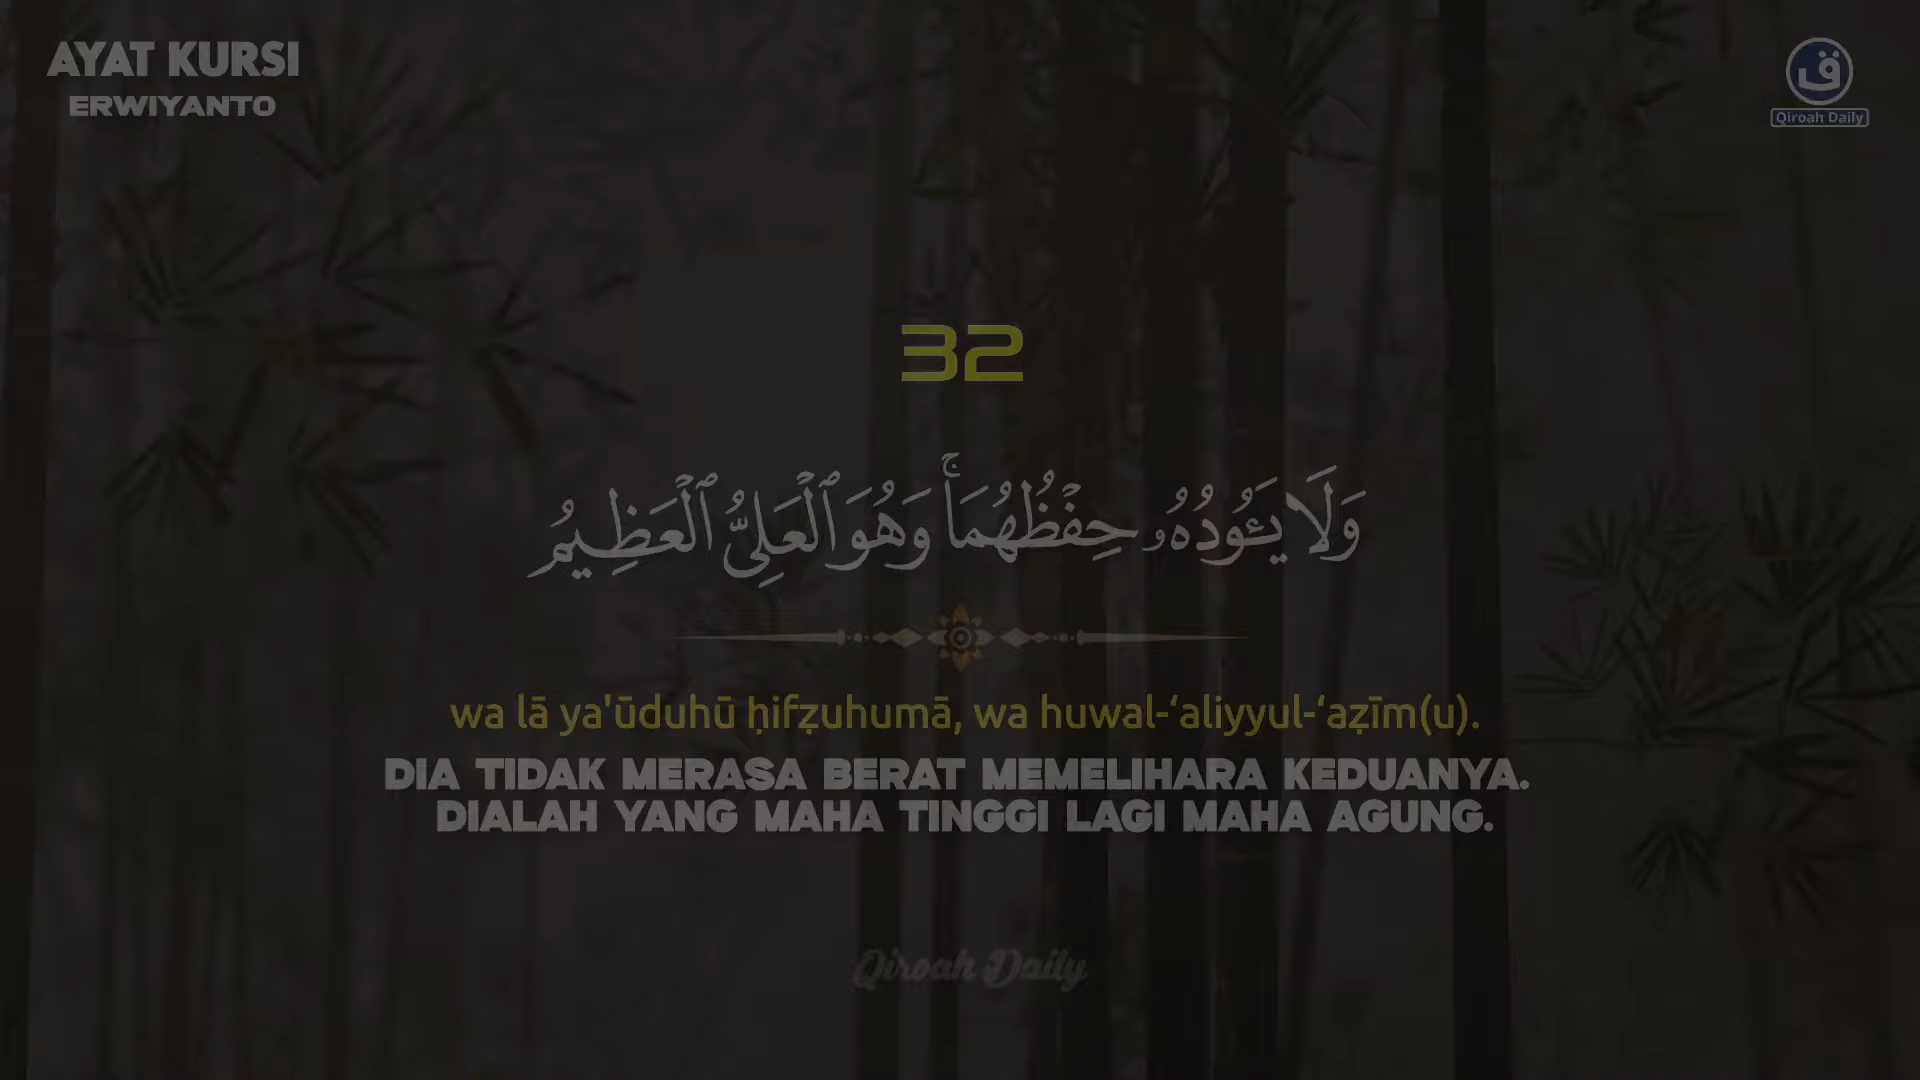 AYAT KURSI
ERWIYANTO
ق
Qiroah Daily
32
وَلَا يَـُٔودُهُۥ حِفْظُهُمَا ۚ وَهُوَ ٱلْعَلِىُّ ٱلْعَظِيمُ
wa lā ya'ūduhū ḥifẓuhumā, wa huwal-‘aliyyul-‘aẓīm(u).
DIA TIDAK MERASA BERAT MEMELIHARA KEDUANYA.
DIALAH YANG MAHA TINGGI LAGI MAHA AGUNG.
Qiroah Daily